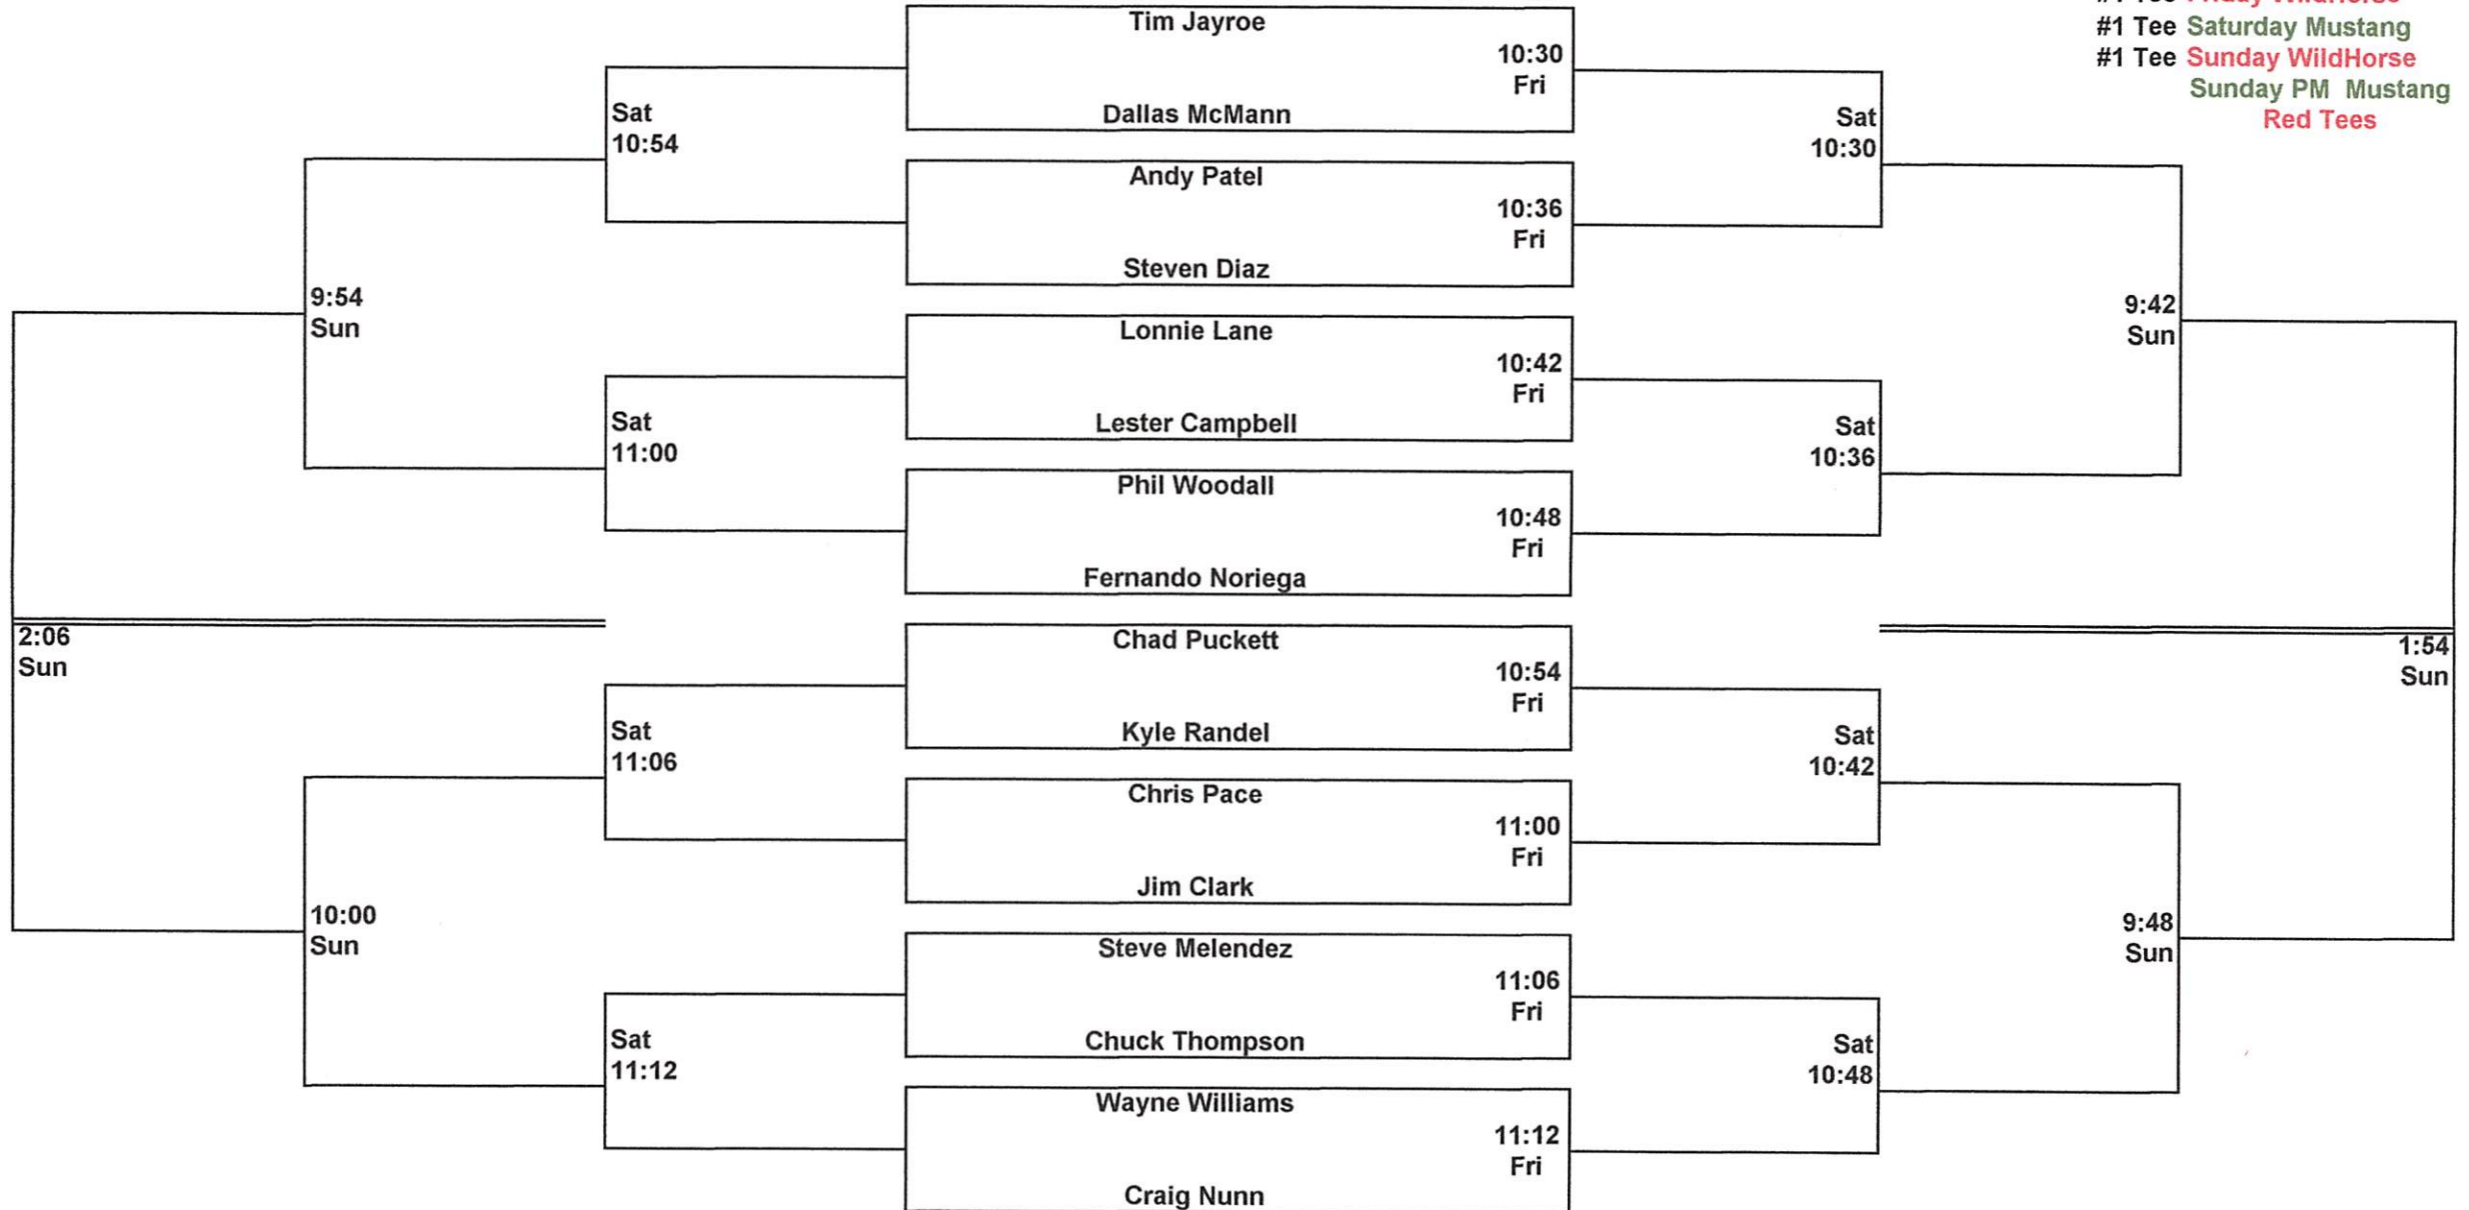 #1 Tee Friday WildHorse
#1 Tee Saturday Mustang
#1 Tee Sunday WildHorse
Sunday PM Mustang
Red Tees
Tim Jayroe
10:30
Fri
Dallas McMann
Sat
10:54
Sat
10:30
Andy Patel
10:36
Fri
Steven Diaz
9:54
Sun
9:42
Sun
Lonnie Lane
10:42
Fri
Lester Campbell
Sat
11:00
Sat
10:36
Phil Woodall
10:48
Fri
Fernando Noriega
2:06
Sun
1:54
Sun
Chad Puckett
10:54
Fri
Kyle Randel
Sat
11:06
Sat
10:42
Chris Pace
11:00
Fri
Jim Clark
10:00
Sun
9:48
Sun
Steve Melendez
11:06
Fri
Chuck Thompson
Sat
11:12
Sat
10:48
Wayne Williams
11:12
Fri
Craig Nunn